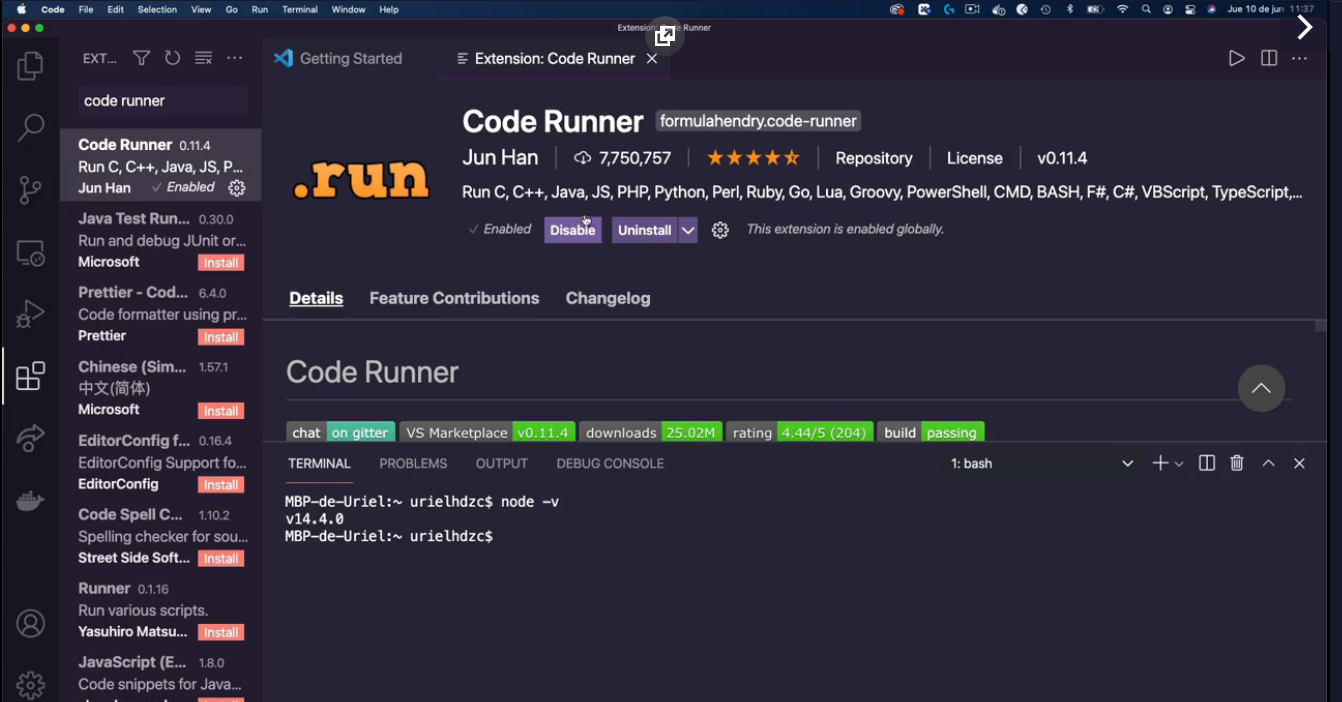 Code File Edit Selection View Go Run Terminal Window Help
Jue 10 de jun 11:37
Extension: Code Runner
EXT...
Getting Started
Extension: Code Runner
code runner
Code Runner 0.11.4
Run C, C++, Java, JS, P...
Jun Han ✓ Enabled
Java Test Run... 0.30.0
Run and debug JUnit or...
Microsoft Install
Prettier - Cod... 6.4.0
Code formatter using pr...
Prettier Install
Chinese (Sim... 1.57.1
中文(简体)
Microsoft Install
EditorConfig f... 0.16.4
EditorConfig Support fo...
EditorConfig Install
Code Spell C... 1.10.2
Spelling checker for sou...
Street Side Soft... Install
Runner 0.1.16
Run various scripts.
Yasuhiro Matsu... Install
JavaScript (E... 1.8.0
Code snippets for Java...
.run
Code Runner formulahendry.code-runner
Jun Han 7,750,757 Repository License v0.11.4
Run C, C++, Java, JS, PHP, Python, Perl, Ruby, Go, Lua, Groovy, PowerShell, CMD, BASH, F#, C#, VBScript, TypeScript,...
✓ Enabled Disable Uninstall This extension is enabled globally.
Details Feature Contributions Changelog
Code Runner
chat on gitter VS Marketplace v0.11.4 downloads 25.02M rating 4.44/5 (204) build passing
TERMINAL PROBLEMS OUTPUT DEBUG CONSOLE 1: bash
MBP-de-Uriel:~ urielhdzc$ node -v
v14.4.0
MBP-de-Uriel:~ urielhdzc$